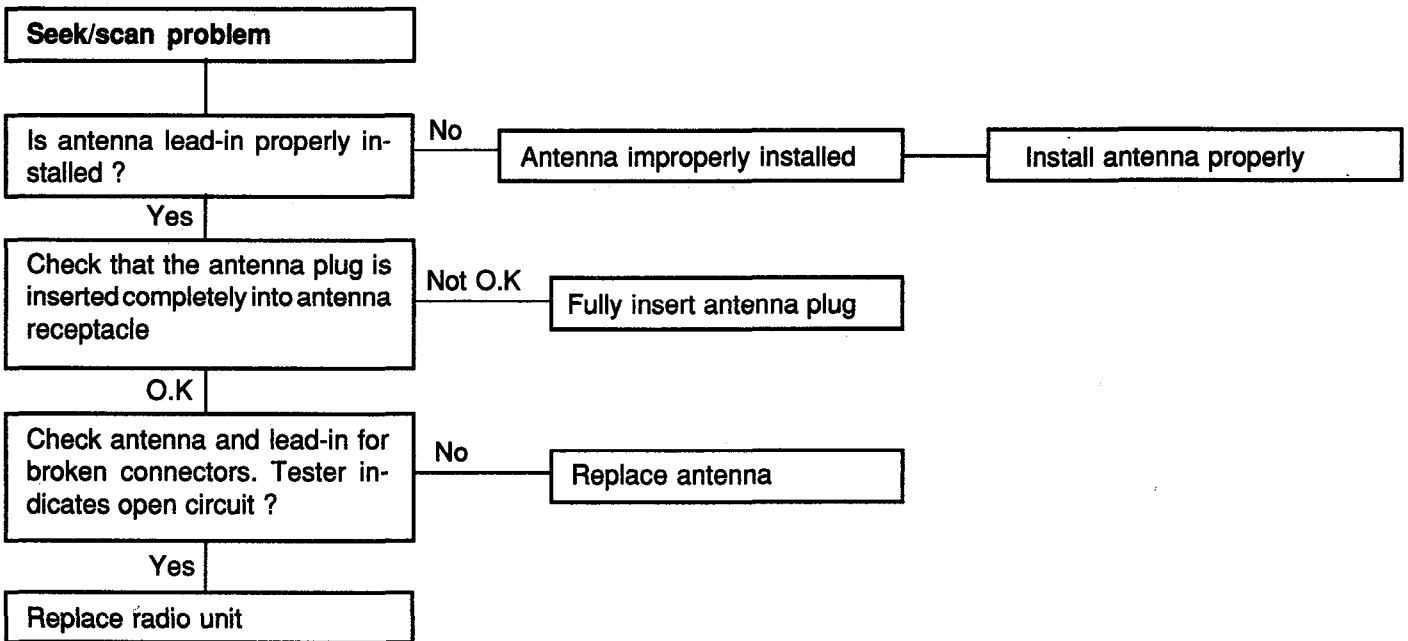 Seek/scan problem
Is antenna lead-in properly in-
stalled ?
No
Antenna improperly installed
Install antenna properly
Yes
Check that the antenna plug is
inserted completely into antenna
receptacle
Not O.K
Fully insert antenna plug
O.K
Check antenna and lead-in for
broken connectors. Tester in-
dicates open circuit ?
No
Replace antenna
Yes
Replace radio unit